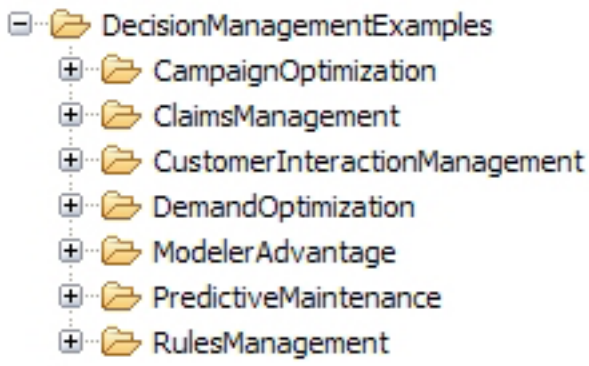 DecisionManagementExamples
CampaignOptimization
ClaimsManagement
CustomerInteractionManagement
DemandOptimization
ModelerAdvantage
PredictiveMaintenance
RulesManagement